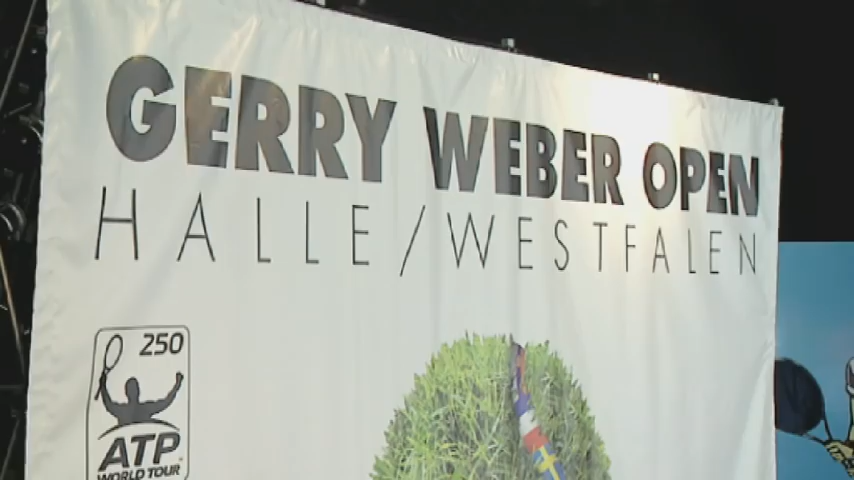 GERRY WEBER OPEN
HALLE/WESTFALEN
250
ATP
WORLD TOUR